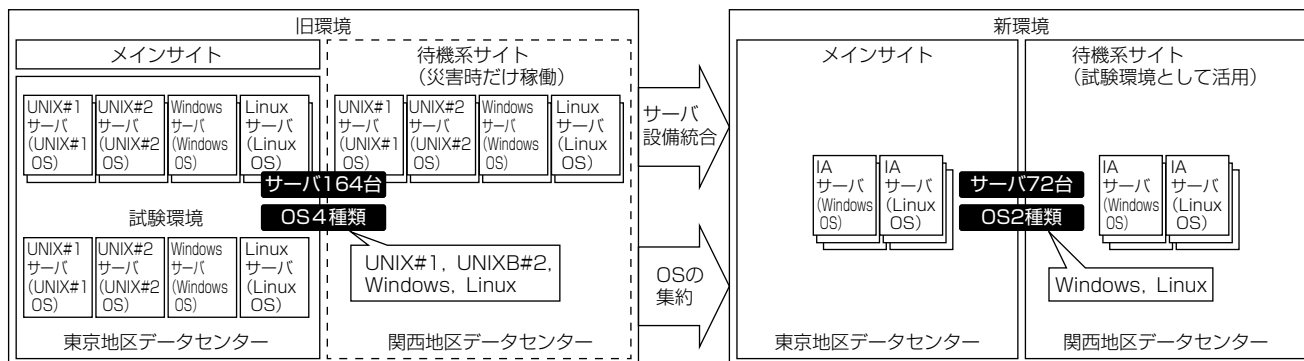 旧環境
メインサイト
待機系サイト
(災害時だけ稼働)
UNIX#1
サーバ
(UNIX#1
OS)
UNIX#2
サーバ
(UNIX#2
OS)
Windows
サーバ
(Windows
OS)
Linux
サーバ
(Linux
OS)
UNIX#1
サーバ
(UNIX#1
OS)
UNIX#2
サーバ
(UNIX#2
OS)
Windows
サーバ
(Windows
OS)
Linux
サーバ
(Linux
OS)
サーバ164台
OS4種類
試験環境
UNIX#1
サーバ
(UNIX#1
OS)
UNIX#2
サーバ
(UNIX#2
OS)
Windows
サーバ
(Windows
OS)
Linux
サーバ
(Linux
OS)
UNIX#1, UNIXB#2,
Windows, Linux
東京地区データセンター
関西地区データセンター
サーバ
設備統合
OSの
集約
新環境
メインサイト
待機系サイト
(試験環境として活用)
IA
サーバ
(Windows
OS)
IA
サーバ
(Linux
OS)
サーバ72台
OS2種類
IA
サーバ
(Windows
OS)
IA
サーバ
(Linux
OS)
Windows, Linux
東京地区データセンター
関西地区データセンター